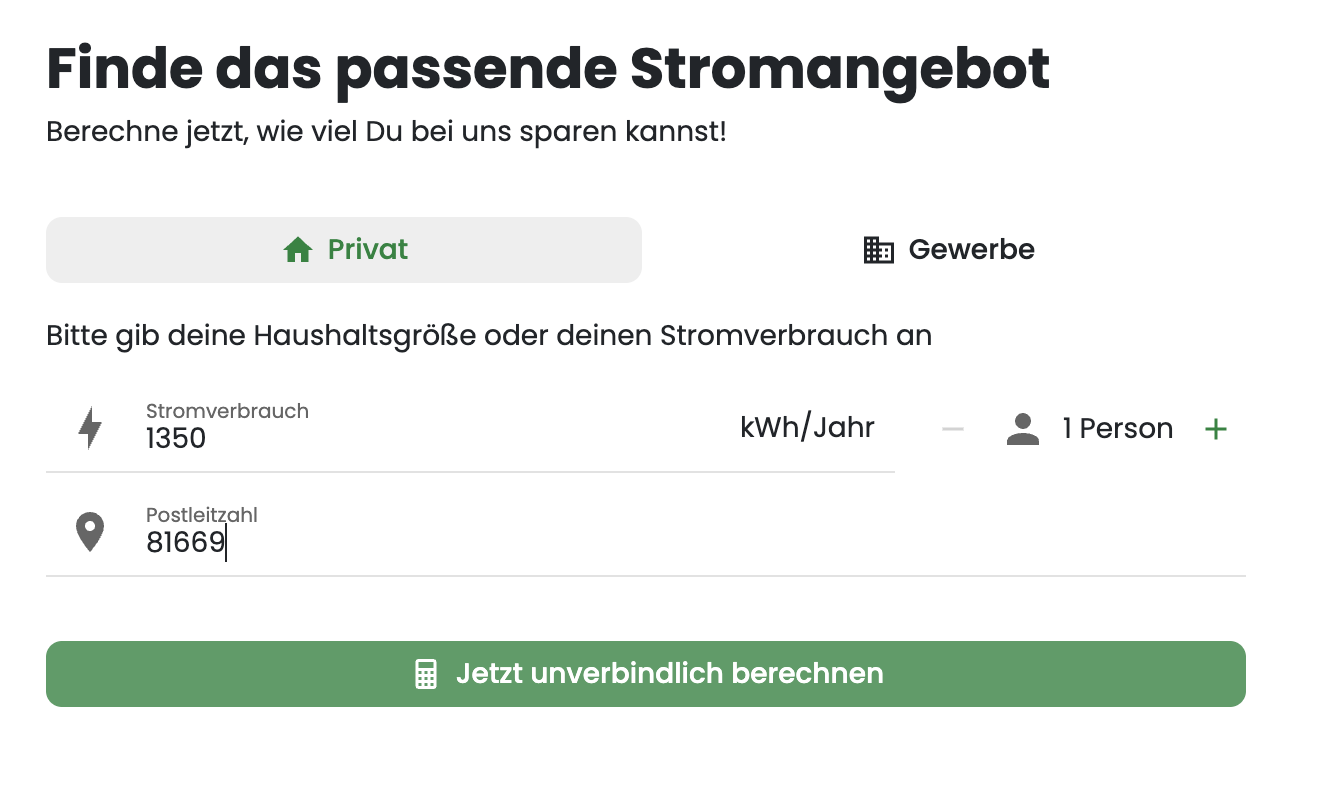 Finde das passende Stromangebot
Berechne jetzt, wie viel Du bei uns sparen kannst!
Privat
Gewerbe
Bitte gib deine Haushaltsgröße oder deinen Stromverbrauch an
Stromverbrauch
1350
kWh/Jahr
1 Person
Postleitzahl
81669
Jetzt unverbindlich berechnen